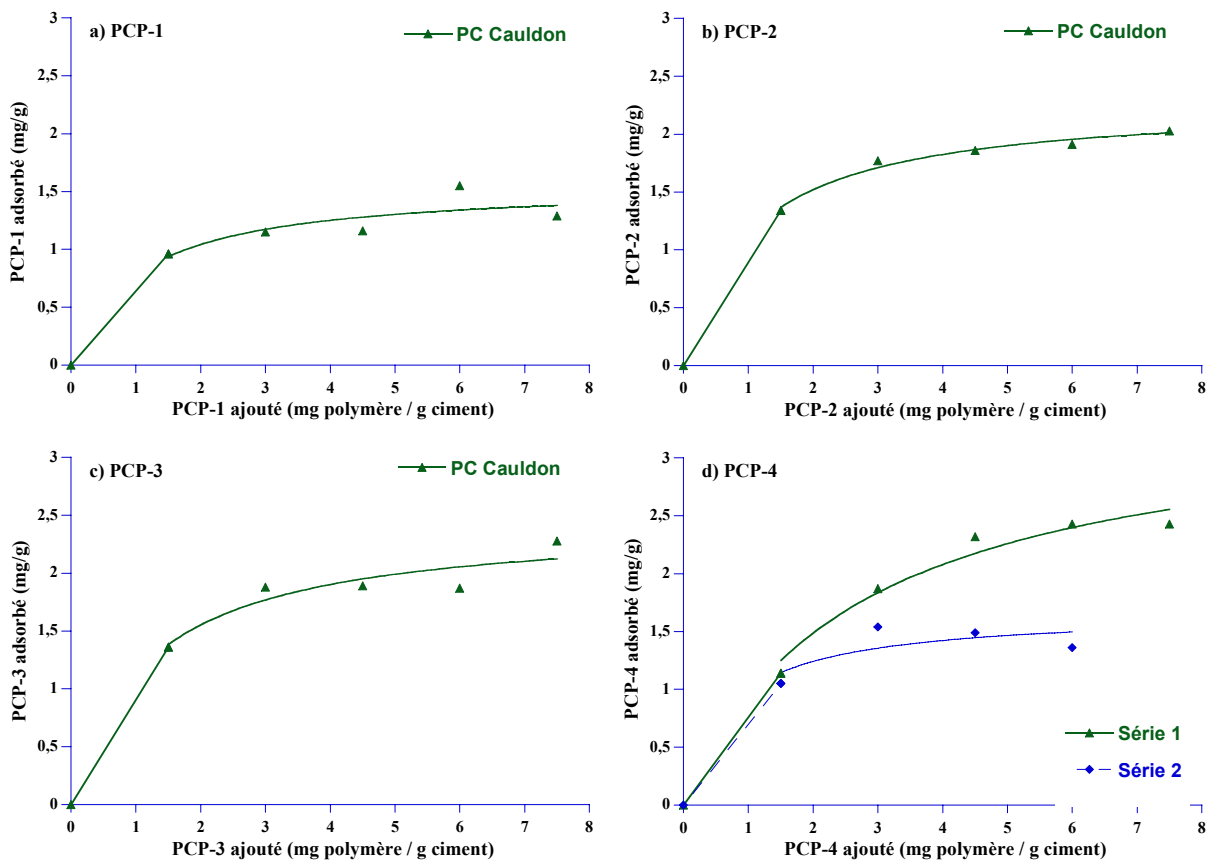 a) PCP-1
PC Cauldon
PCP-1 adsorbé (mg/g)
3
2,5
2
1,5
1
0,5
0
0 1 2 3 4 5 6 7 8
PCP-1 ajouté (mg polymère / g ciment)
b) PCP-2
PC Cauldon
PCP-2 adsorbé (mg/g)
3
2,5
2
1,5
1
0,5
0
0 1 2 3 4 5 6 7 8
PCP-2 ajouté (mg polymère / g ciment)
c) PCP-3
PC Cauldon
PCP-3 adsorbé (mg/g)
3
2,5
2
1,5
1
0,5
0
0 1 2 3 4 5 6 7 8
PCP-3 ajouté (mg polymère / g ciment)
d) PCP-4
PCP-4 adsorbé (mg/g)
3
2,5
2
1,5
1
0,5
0
Série 1
Série 2
0 1 2 3 4 5 6 7 8
PCP-4 ajouté (mg polymère / g ciment)